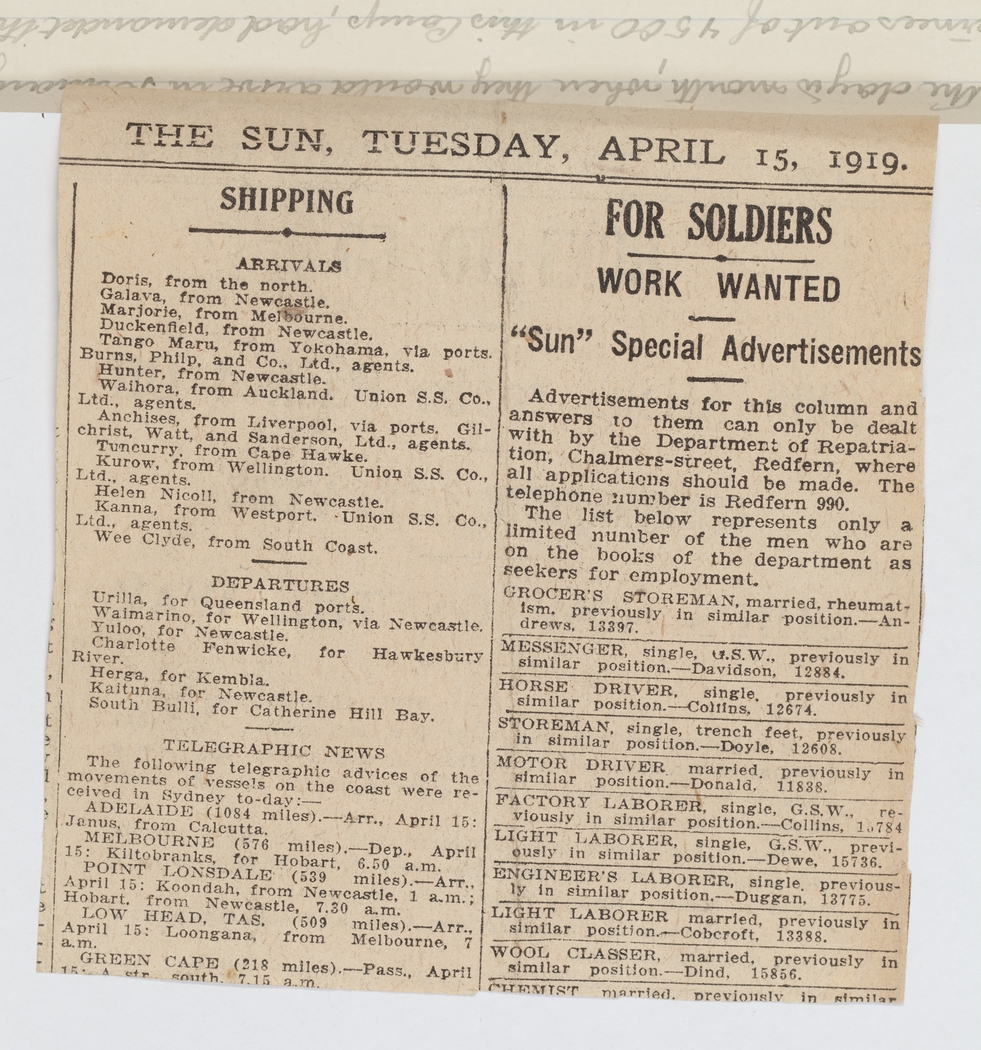 THE SUN, TUESDAY, APRIL 15, 1919.
SHIPPING
ARRIVALS
Doris, from the north.
Galava, from Newcastle.
Marjorie, from Melbourne.
Duckenfield, from Newcastle.
Tango Maru, from Yokohama, via ports.
Burns, Philp, and Co., Ltd., agents.
Hunter, from Newcastle.
Waihora, from Auckland. Union S.S. Co.,
Ltd., agents.
Anchises, from Liverpool, via ports. Gil-
christ, Watt, and Sanderson, Ltd., agents.
Tuncurry, from Cape Hawke.
Kurow, from Wellington. Union S.S. Co.,
Ltd., agents.
Helen Nicoll, from Newcastle.
Kanna, from Westport. Union S.S. Co.,
Ltd., agents.
Wee Clyde, from South Coast.
DEPARTURES
Urilla, for Queensland ports.
Waimarino, for Wellington, via Newcastle.
Yuloo, for Newcastle.
Charlotte Fenwicke, for Hawkesbury
River.
Herga, for Kembla.
Kaituna, for Newcastle.
South Bulli, for Catherine Hill Bay.
TELEGRAPHIC NEWS
The following telegraphic advices of the
movements of vessels on the coast were re-
ceived in Sydney to-day:—
ADELAIDE (1084 miles).—Arr., April 15:
Janus, from Calcutta.
MELBOURNE (576 miles).—Dep., April
15: Kiltobranks, for Hobart, 6.50 a.m.
POINT LONSDALE (539 miles).—Arr.,
April 15: Koondah, from Newcastle, 1 a.m.;
Hobart, from Newcastle, 7.30 a.m.
LOW HEAD, TAS. (509 miles).—Arr.,
April 15: Loongana, from Melbourne, 7
a.m.
GREEN CAPE (218 miles).—Pass., April
15: A str., south, 7.15 a.m.
FOR SOLDIERS
WORK WANTED
"Sun" Special Advertisements
Advertisements for this column and
answers to them can only be dealt
with by the Department of Repatria-
tion, Chalmers-street, Redfern, where
all applications should be made. The
telephone number is Redfern 990.
The list below represents only a
limited number of the men who are
on the books of the department as
seekers for employment.
GROCER'S STOREMAN, married, rheumat-
ism, previously in similar position.—An-
drews, 13397.
MESSENGER, single, G.S.W., previously in
similar position.—Davidson, 12884.
HORSE DRIVER, single, previously in
similar position.—Collins, 12674.
STOREMAN, single, trench feet, previously
in similar position.—Doyle, 12608.
MOTOR DRIVER married, previously in
similar position.—Donald, 11838.
FACTORY LABORER, single, G.S.W., re-
viously in similar position.—Collins,
LIGHT LABORER, single, G.S.W., previ-
ously in similar position.—Dewe, 15736.
ENGINEER'S LABORER, single, previous-
ly in similar position.—Duggan, 13775.
LIGHT LABORER married, previously in
similar position.—Cobcroft, 13388.
WOOL CLASSER, married, previously in
similar position.—Dind, 15856.
CHEMIST married, previously in similar